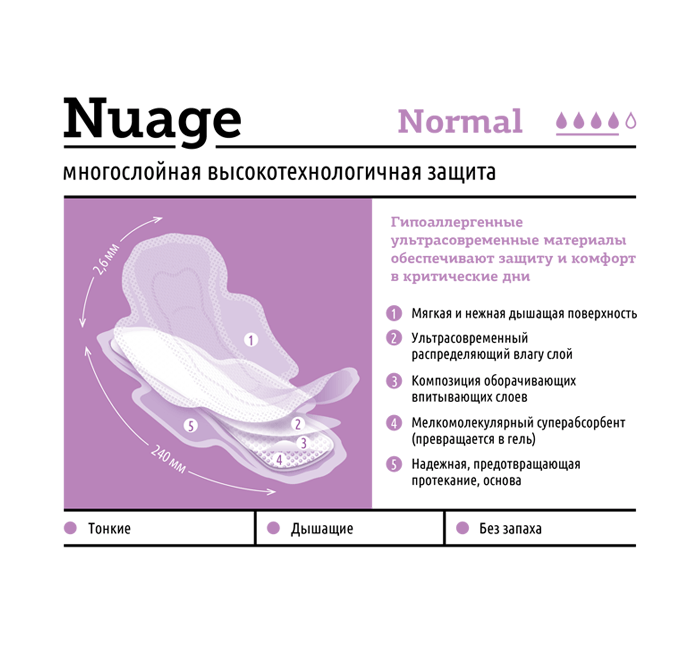 Nuage
Normal
многослойная высокотехнологичная защита
Гипоаллергенные
ультрасовременные материалы
обеспечивают защиту и комфорт
в критические дни
2,6 мм
240 мм
1
2
3
4
5
1 Мягкая и нежная дышащая поверхность
2 Ультрасовременный
распределяющий влагу слой
3 Композиция оборачивающих
впитывающих слоев
4 Мелкомолекулярный суперабсорбент
(превращается в гель)
5 Надежная, предотвращающая
протекание, основа
Тонкие
Дышащие
Без запаха